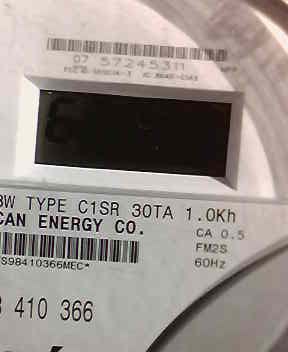 07 57245311
3W TYPE C1SR 30TA 1.0Kh
CAN ENERGY CO.
CA 0.5
FM2S
60Hz
S98410366MEC*
3 410 366